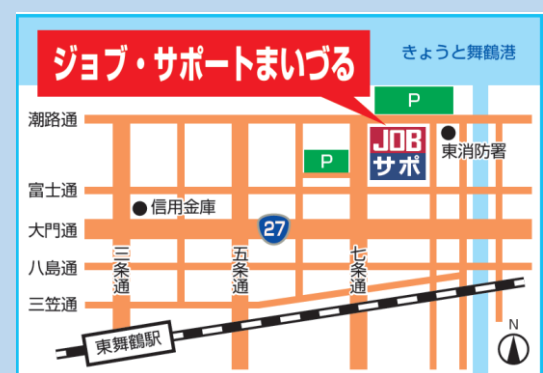 ジョブ・サポートまいづる
きょうと舞鶴港
P
潮路通
JOB
サポ
東消防署
P
富士通
信用金庫
大門通
27
八島通
三条通
五条通
七条通
三笠通
東舞鶴駅
N